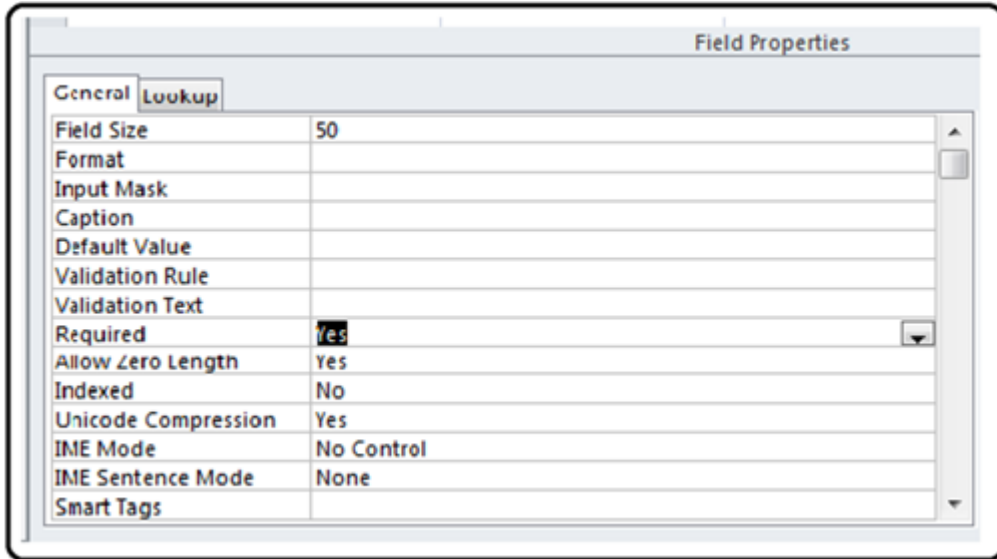 Field Properties
General Lookup
Field Size 50
Format
Input Mask
Caption
Default Value
Validation Rule
Validation Text
Required Yes
Allow Zero Length Yes
Indexed No
Unicode Compression Yes
IME Mode No Control
IME Sentence Mode None
Smart Tags